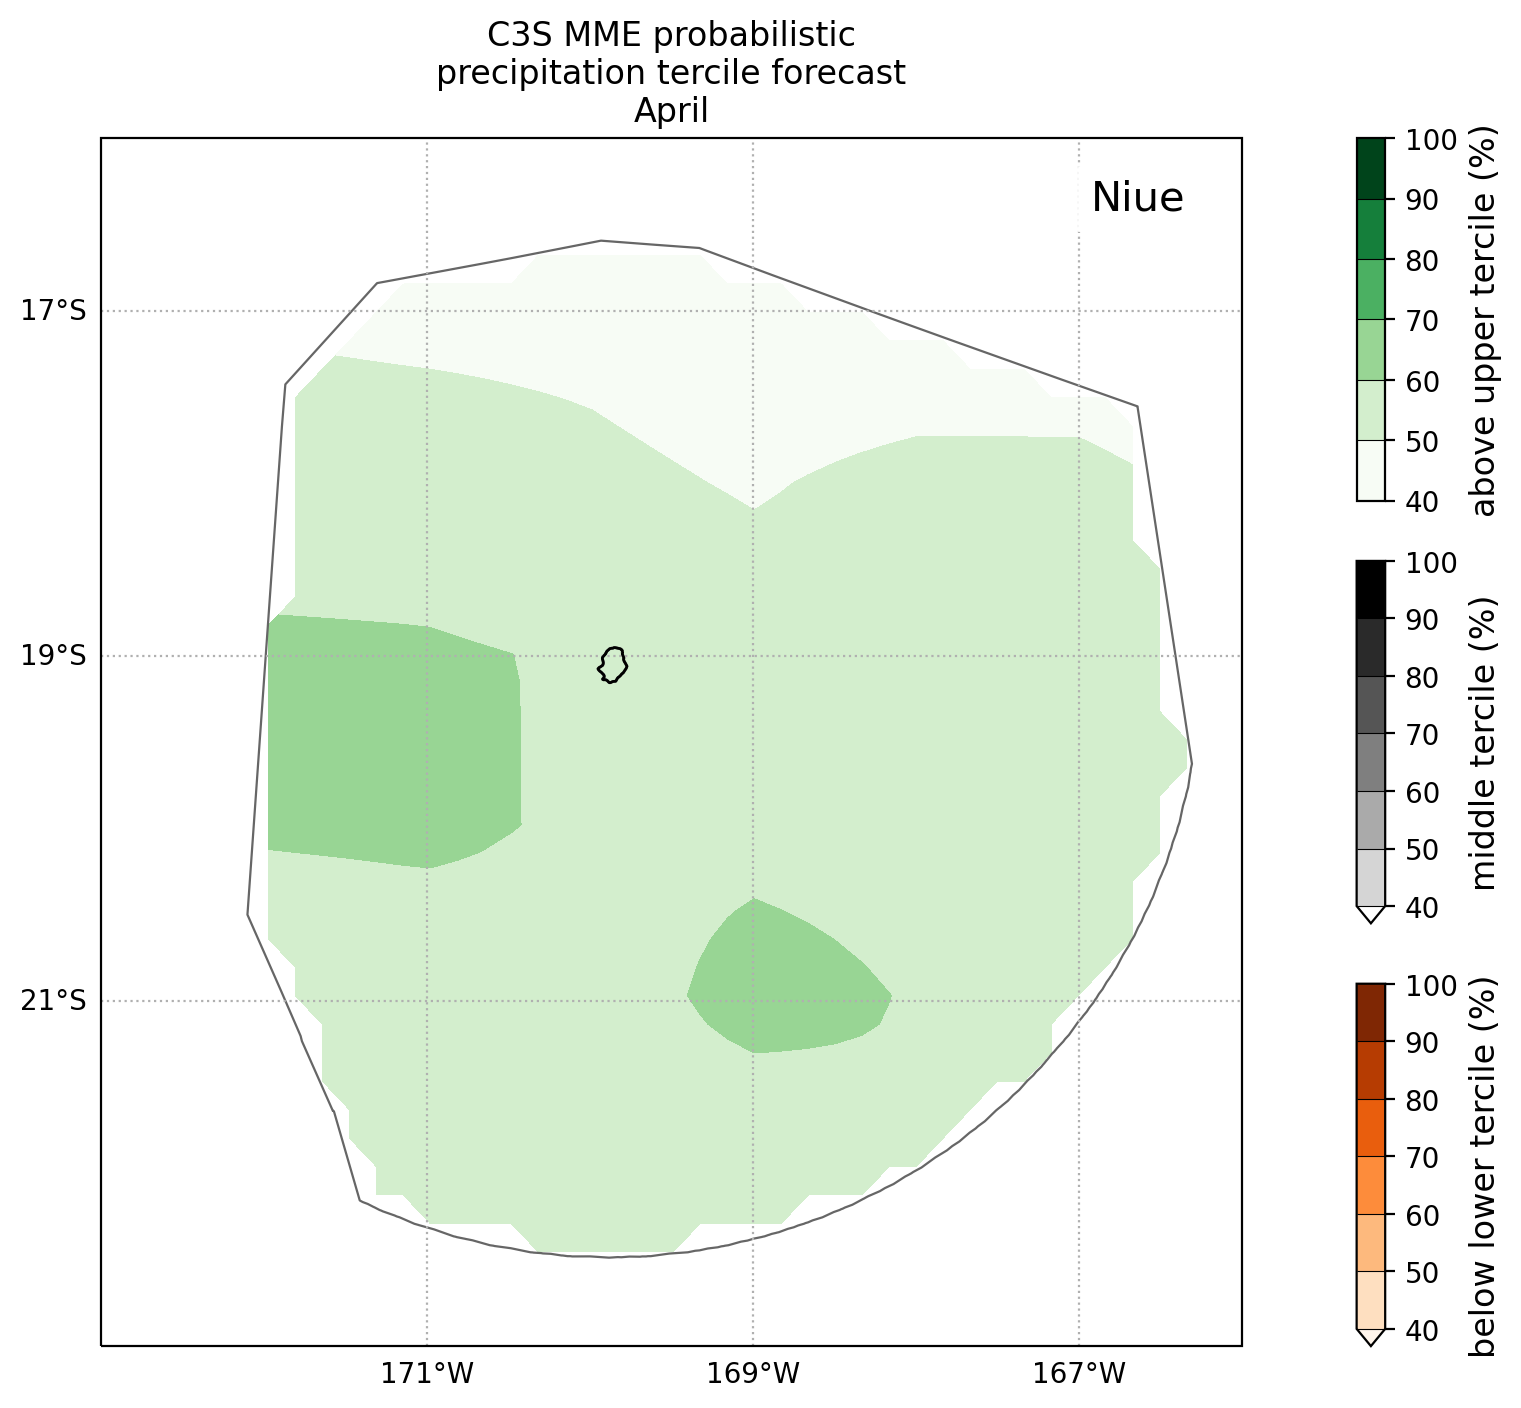 C3S MME probabilistic
precipitation tercile forecast
April
Niue
17°S
19°S
21°S
171°W
169°W
167°W
100
90
80
70
60
50
40
above upper tercile (%)
100
90
80
70
60
50
40
middle tercile (%)
100
90
80
70
60
50
40
below lower tercile (%)